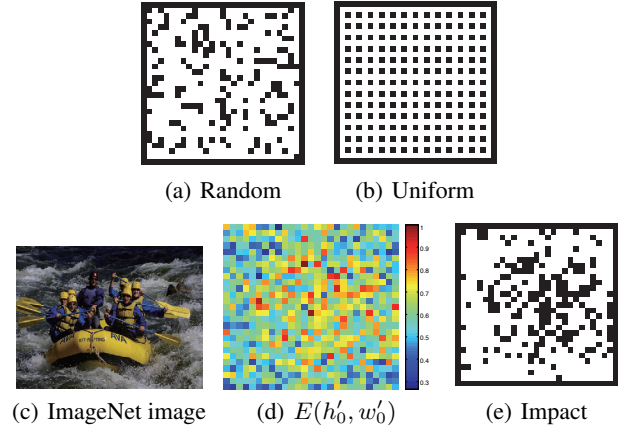 (a) Random
(b) Uniform
1
0.9
0.8
0.7
0.6
0.5
0.4
0.3
AVA
(c) ImageNet image
(d) E(h′₀, w′₀)
(e) Impact